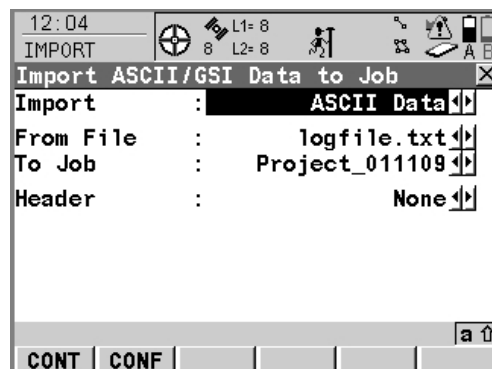 12:04
IMPORT
8
L1= 8
L2= 8
A B
Import ASCII/GSI Data to Job
Import : ASCII Data
From File : logfile.txt
To Job : Project_011109
Header : None
a
CONT CONF